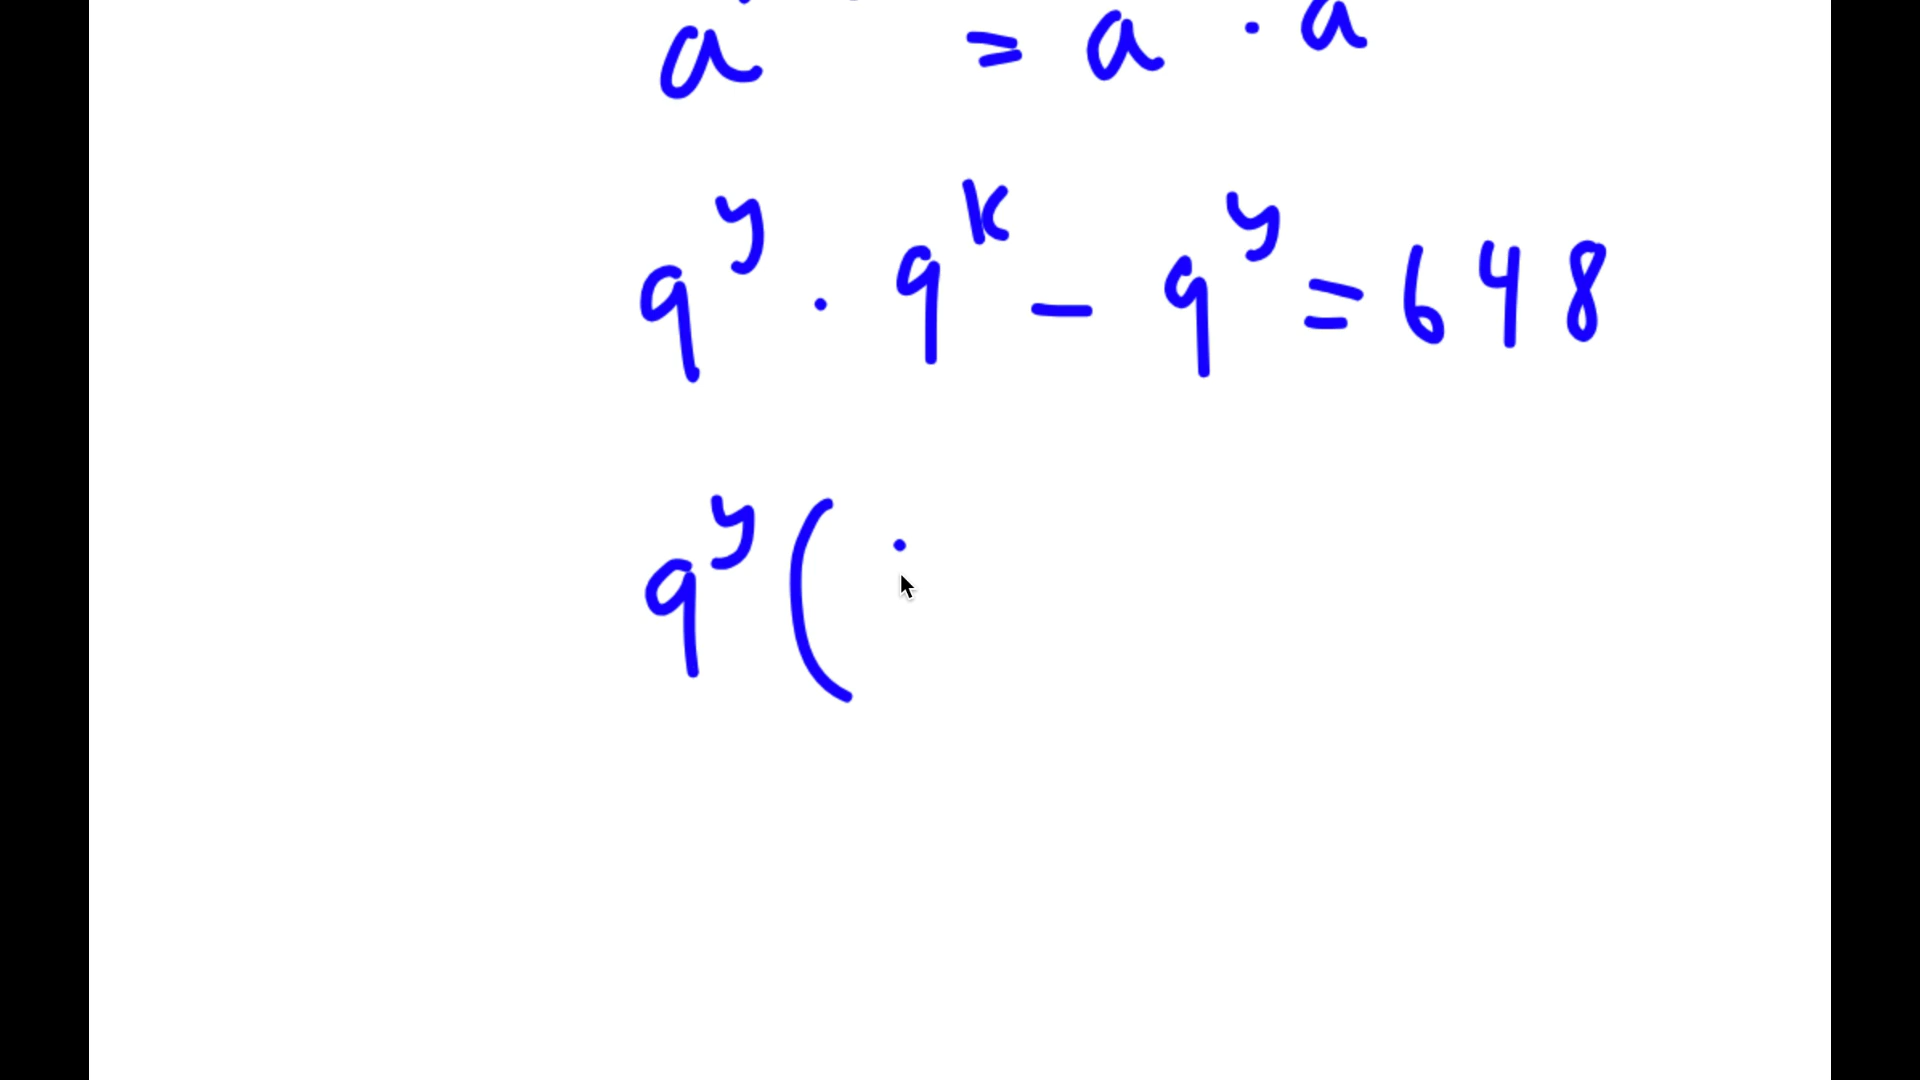 a = a · a
9^y · 9^k - 9^y = 648
9^y (